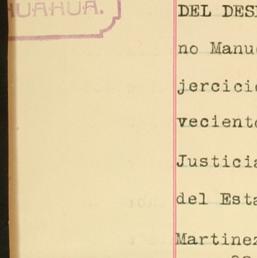 HUAHUA.
DEL DES
no Manu
jercici
veciento
Justicia
del Esta
Martinez